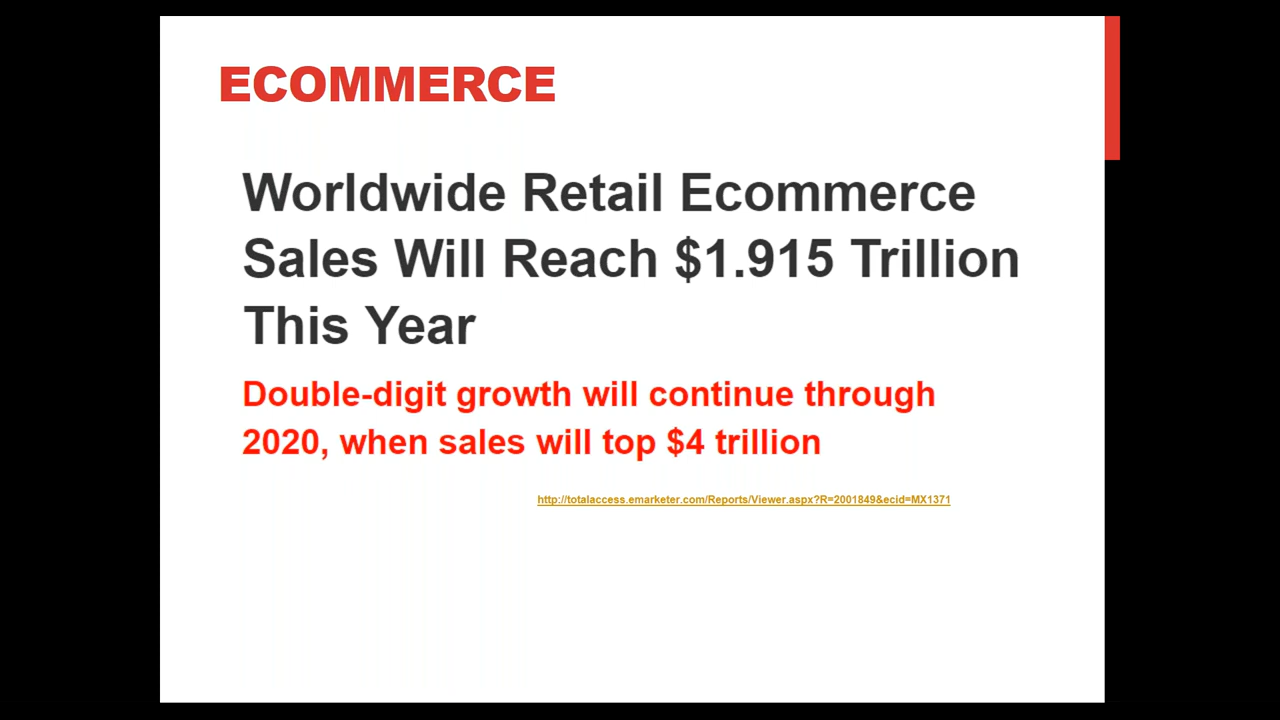 ECOMMERCE
Worldwide Retail Ecommerce
Sales Will Reach $1.915 Trillion
This Year
Double-digit growth will continue through
2020, when sales will top $4 trillion
http://totalaccess.emarketer.com/Reports/Viewer.aspx?R=2001849&ecid=MX1371